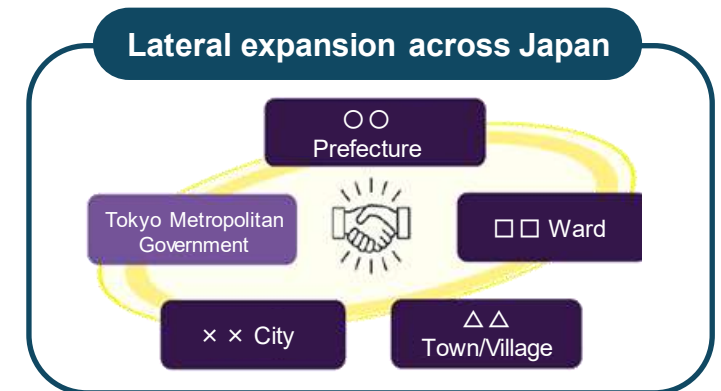 Lateral expansion across Japan
○○
Prefecture
Tokyo Metropolitan
Government
□□ Ward
× × City
△△
Town/Village